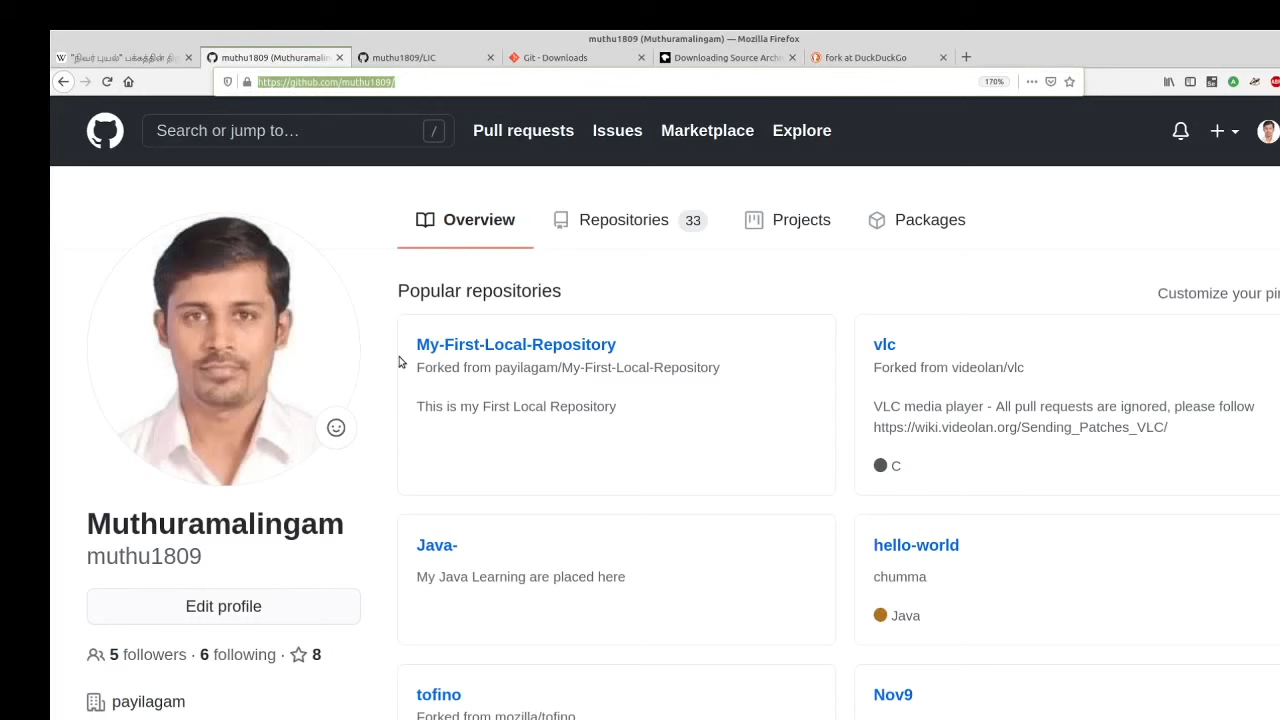 muthu1809 (Muthuramalingam) — Mozilla Firefox
"நிவர் புயல்" பக்கத்தின் தி
muthu1809 (Muthuramalin
muthu1809/LIC
Git - Downloads
Downloading Source Archi
fork at DuckDuckGo
https://github.com/muthu1809/
170%
Search or jump to…
/
Pull requests
Issues
Marketplace
Explore
Overview
Repositories 33
Projects
Packages
Popular repositories
Customize your pi
My-First-Local-Repository
Forked from payilagam/My-First-Local-Repository
This is my First Local Repository
vlc
Forked from videolan/vlc
VLC media player - All pull requests are ignored, please follow
https://wiki.videolan.org/Sending_Patches_VLC/
C
Muthuramalingam
muthu1809
Edit profile
5 followers · 6 following · 8
payilagam
Java-
My Java Learning are placed here
hello-world
chumma
Java
tofino
Forked from mozilla/tofino
Nov9